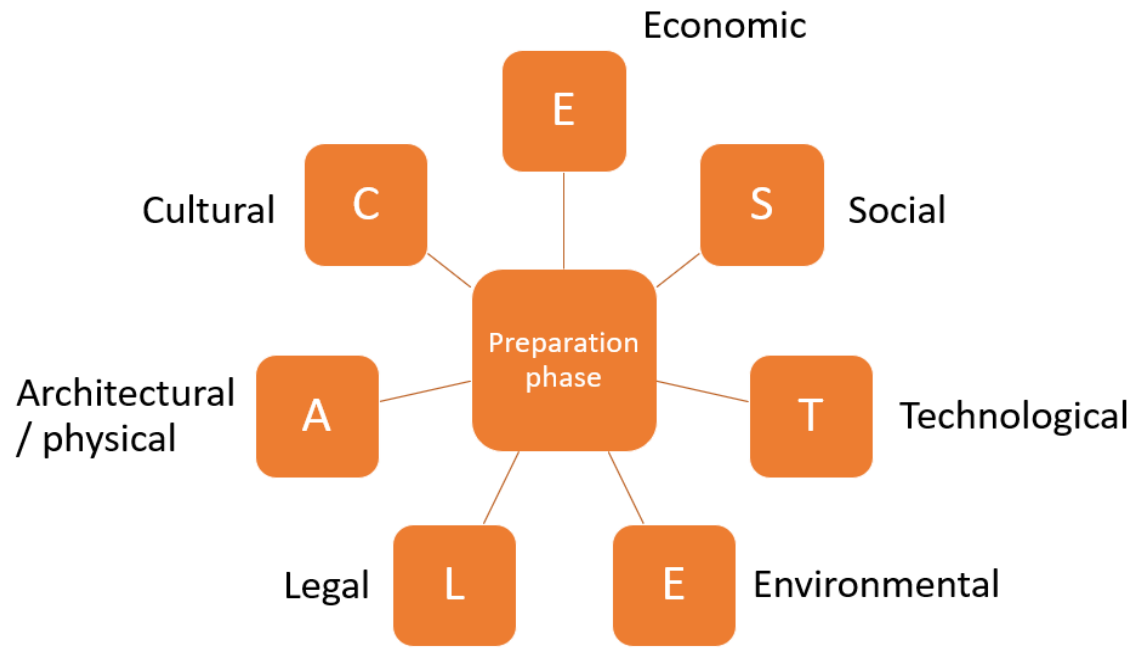 Economic
E
Cultural
C
S
Social
Preparation
phase
Architectural
/ physical
A
T
Technological
Legal
L
E
Environmental